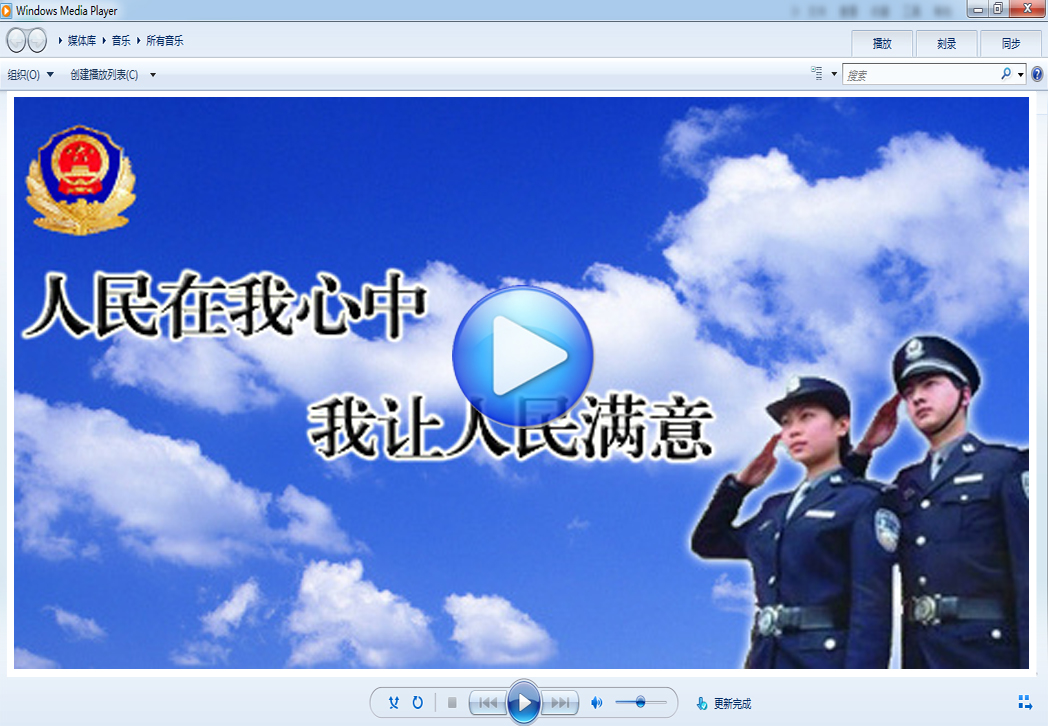 Windows Media Player
媒体库 音乐 所有音乐
播放 刻录 同步
组织(O) 创建播放列表(C)
搜索
人民在我心中
我让人民满意
更新完成